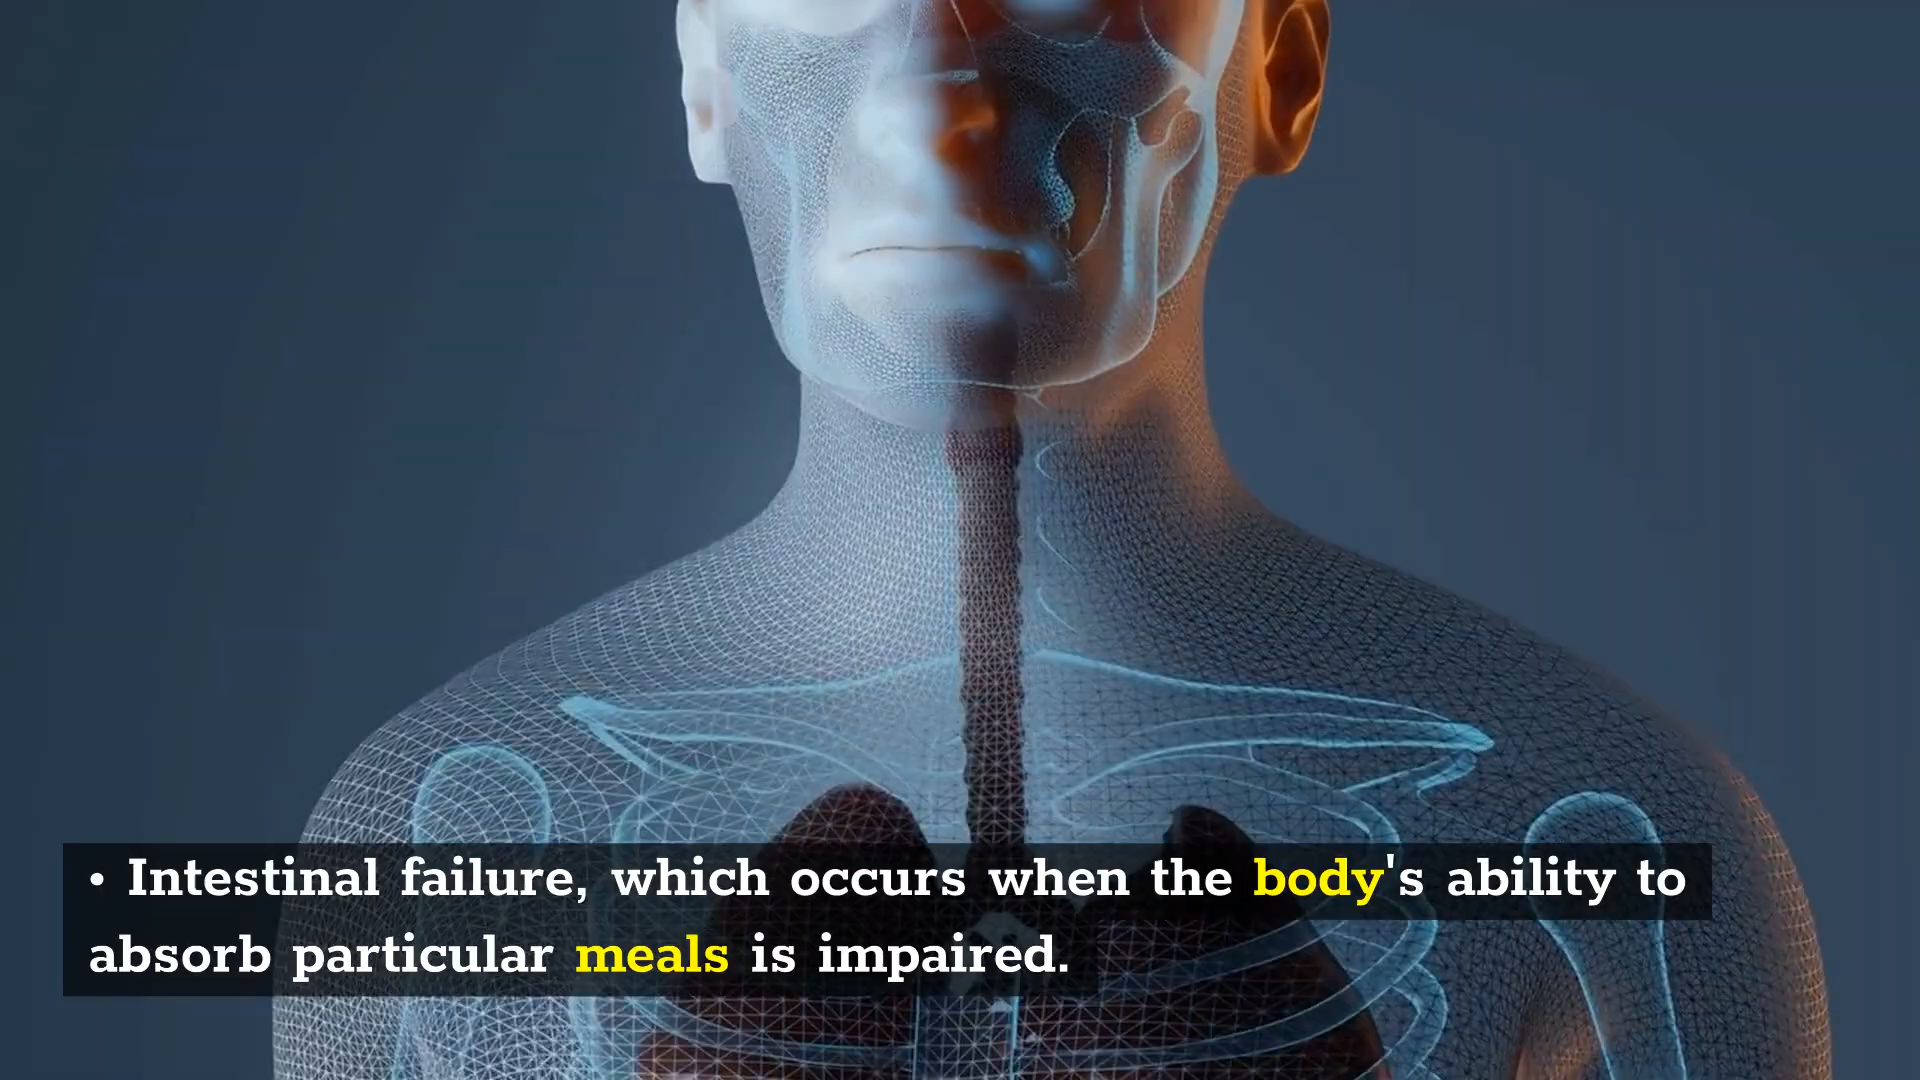 • Intestinal failure, which occurs when the body's ability to
absorb particular meals is impaired.